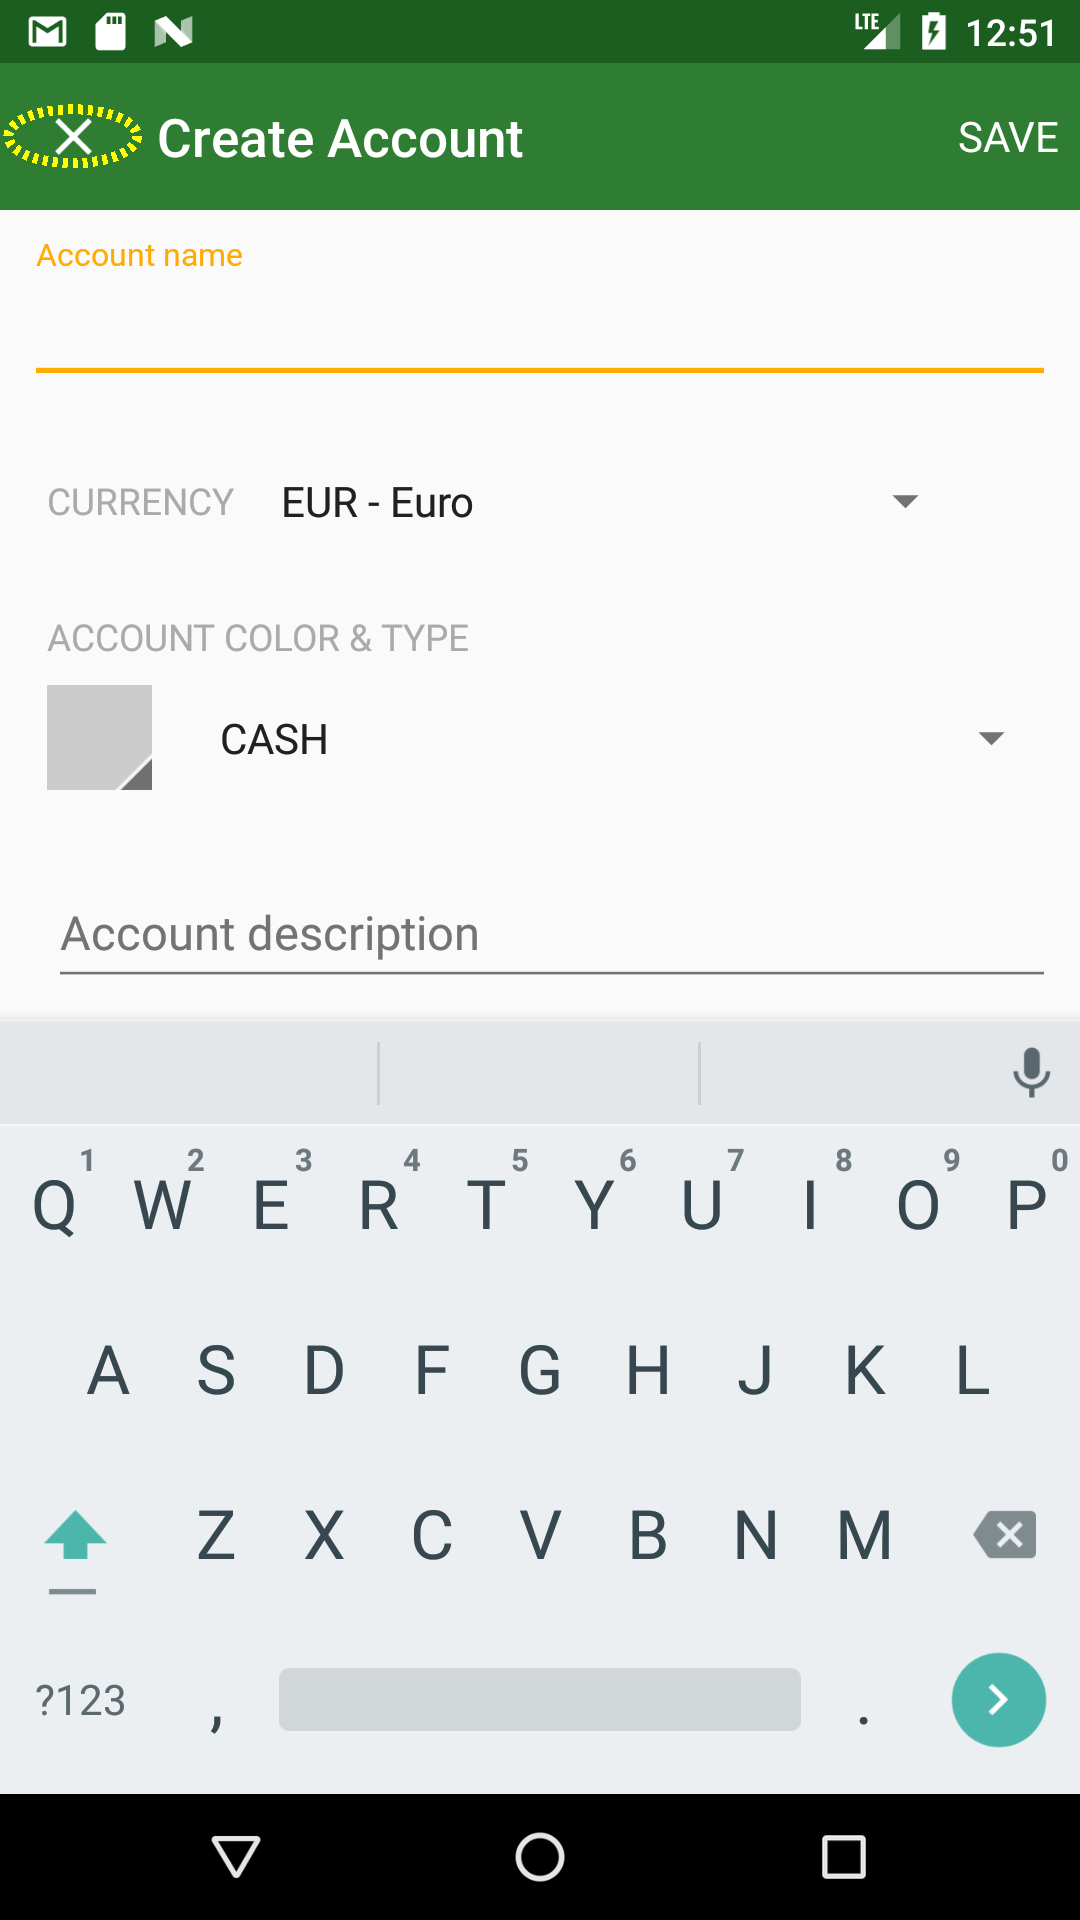 LTE 12:51
Create Account SAVE
Account name
CURRENCY EUR - Euro
ACCOUNT COLOR & TYPE
CASH
Account description
1 2 3 4 5 6 7 8 9 0
Q W E R T Y U I O P
A S D F G H J K L
Z X C V B N M
?123 , .